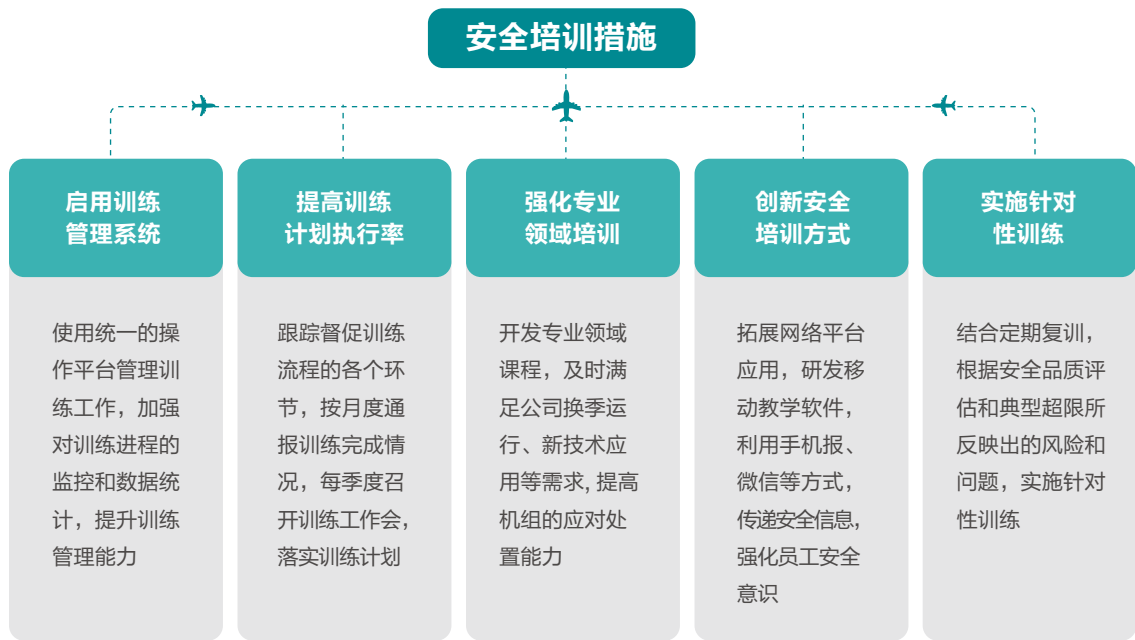 安全培训措施
启用训练
管理系统
使用统一的操
作平台管理训
练工作，加强
对训练进程的
监控和数据统
计，提升训练
管理能力
提高训练
计划执行率
跟踪督促训练
流程的各个环
节，按月度通
报训练完成情
况，每季度召
开训练工作会，
落实训练计划
强化专业
领域培训
开发专业领域
课程，及时满
足公司换季运
行、新技术应
用等需求, 提高
机组的应对处
置能力
创新安全
培训方式
拓展网络平台
应用，研发移
动教学软件，
利用手机报、
微信等方式，
传递安全信息，
强化员工安全
意识
实施针对
性训练
结合定期复训，
根据安全品质评
估和典型超限所
反映出的风险和
问题，实施针对
性训练